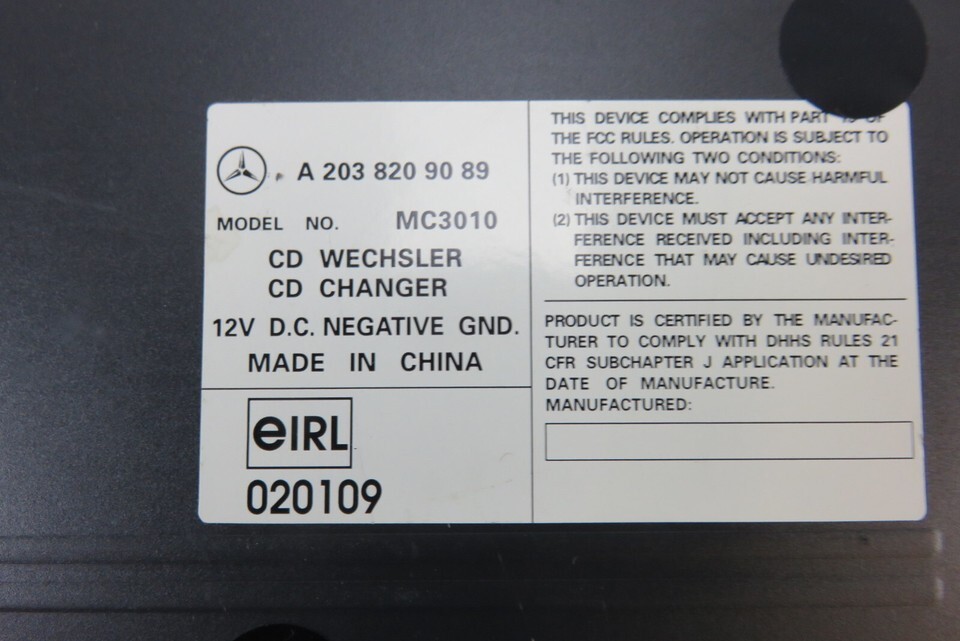 A 203 820 90 89
MODEL NO. MC3010
CD WECHSLER
CD CHANGER
12V D.C. NEGATIVE GND.
MADE IN CHINA
eIRL
020109
THIS DEVICE COMPLIES WITH PART OF
THE FCC RULES. OPERATION IS SUBJECT TO
THE FOLLOWING TWO CONDITIONS:
(1) THIS DEVICE MAY NOT CAUSE HARMFUL
INTERFERENCE.
(2) THIS DEVICE MUST ACCEPT ANY INTER-
FERENCE RECEIVED INCLUDING INTER-
FERENCE THAT MAY CAUSE UNDESIRED
OPERATION.
PRODUCT IS CERTIFIED BY THE MANUFAC-
TURER TO COMPLY WITH DHHS RULES 21
CFR SUBCHAPTER J APPLICATION AT THE
DATE OF MANUFACTURE.
MANUFACTURED: